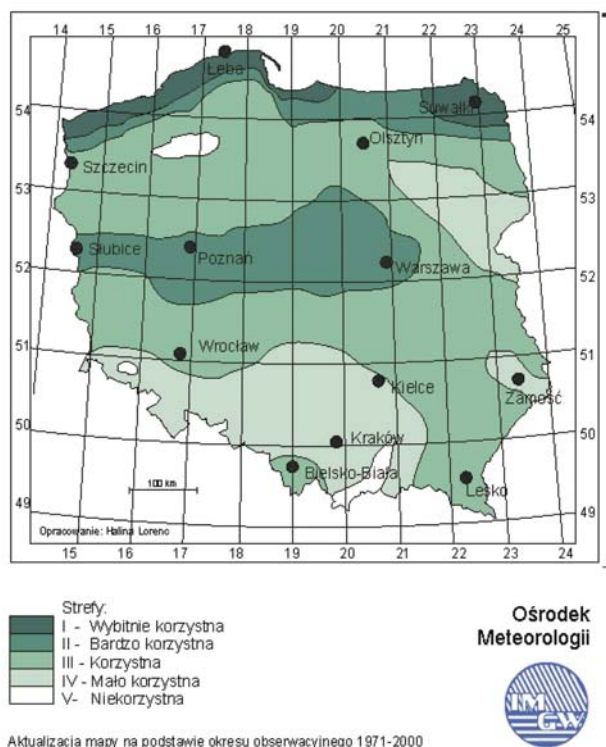 14 15 16 17 18 19 20 21 22 23 24 25
Łeba
54 54
Suwałki
Olsztyn
Szczecin
53 53
Słubice
Poznań
52 Warszawa 52
51 Wrocław 51
Kielce
Zamość
50 Kraków 50
Bielsko-Biała
Lesko
100 km
49 49
Opracowanie: Halina Lorenc
15 16 17 18 19 20 21 22 23 24
Strefy:
I - Wybitnie korzystna
II - Bardzo korzystna
III - Korzystna
IV - Mało korzystna
V- Niekorzystna
Ośrodek
Meteorologii
IM
GW
Aktualizacja mapy na podstawie okresu obserwacyjnego 1971-2000